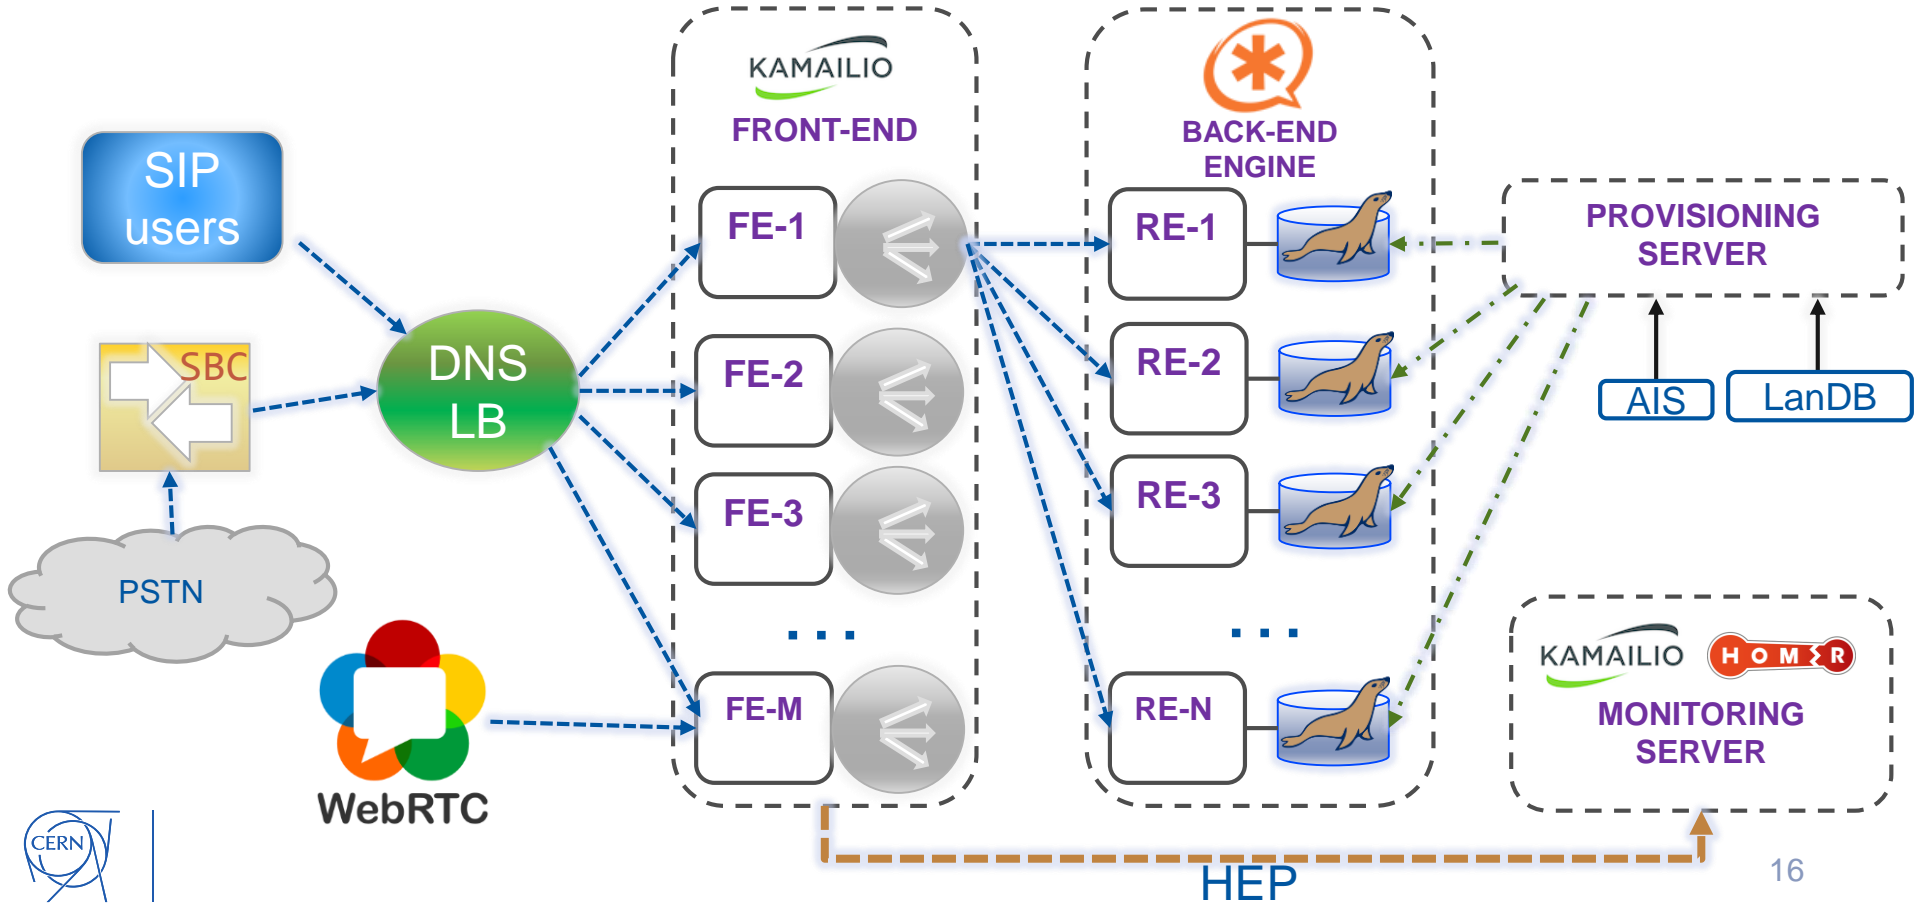 KAMAILIO
FRONT-END
BACK-END
ENGINE
SIP
users
FE-1
RE-1
PROVISIONING
SERVER
SBC
DNS
LB
FE-2
RE-2
AIS
LanDB
FE-3
RE-3
PSTN
...
...
KAMAILIO
HOMER
FE-M
RE-N
MONITORING
SERVER
WebRTC
CERN
HEP
16